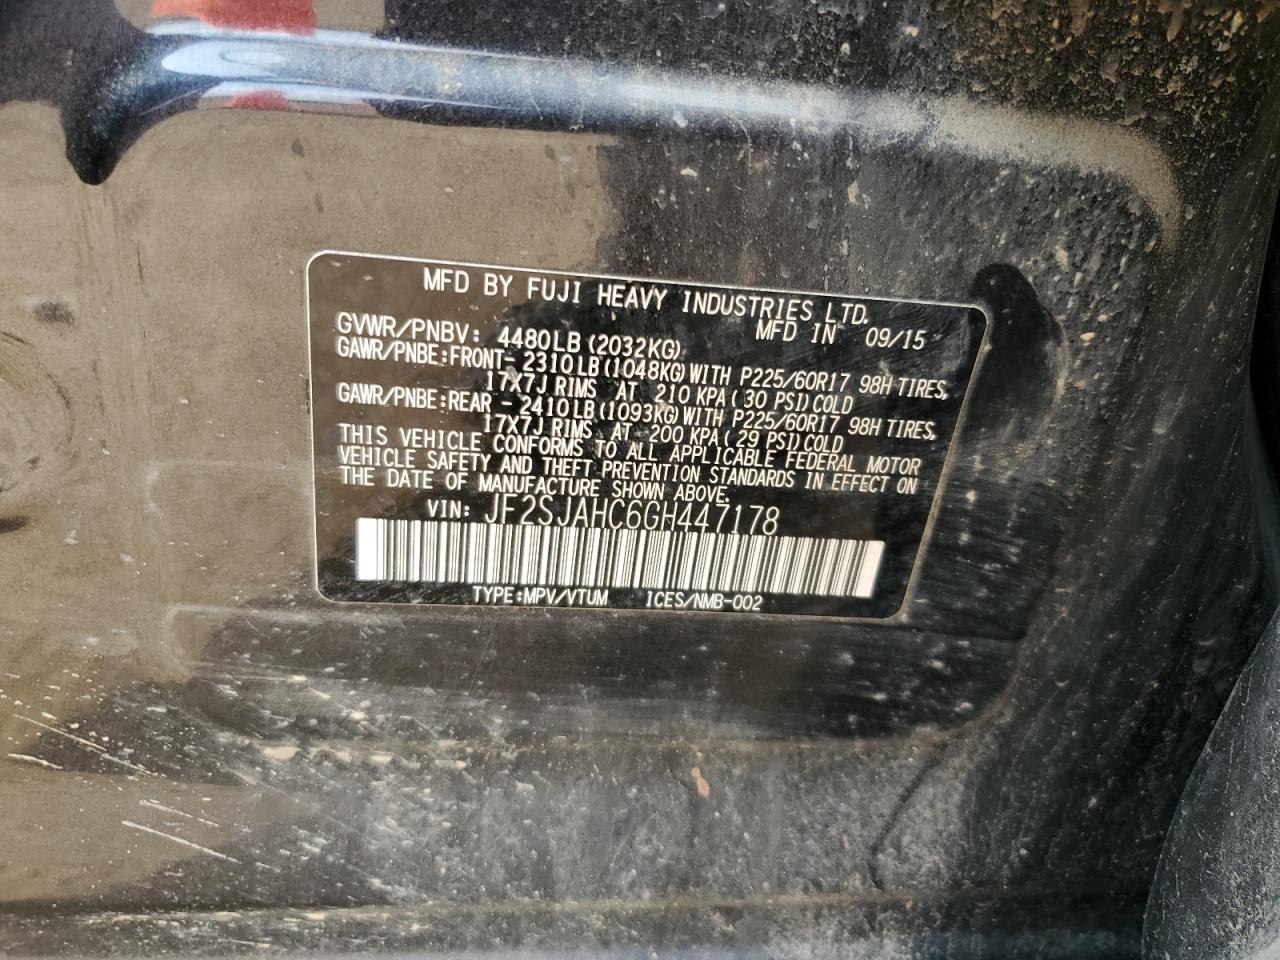 MFD BY FUJI HEAVY INDUSTRIES LTD.
MFD IN 09/15
GVWR/PNBV: 4480LB (2032KG)
GAWR/PNBE:FRONT- 2310LB (1048KG) WITH P225/60R17 98H TIRES,
17X7J RIMS AT 210 KPA ( 30 PSI) COLD
GAWR/PNBE:REAR - 2410LB (1093KG) WITH P225/60R17 98H TIRES,
17X7J RIMS AT 200 KPA ( 29 PSI) COLD
THIS VEHICLE CONFORMS TO ALL APPLICABLE FEDERAL MOTOR
VEHICLE SAFETY AND THEFT PREVENTION STANDARDS IN EFFECT ON
THE DATE OF MANUFACTURE SHOWN ABOVE.
VIN: JF2SJAHC6GH447178
TYPE:MPV/VTUM ICES/NMB-002